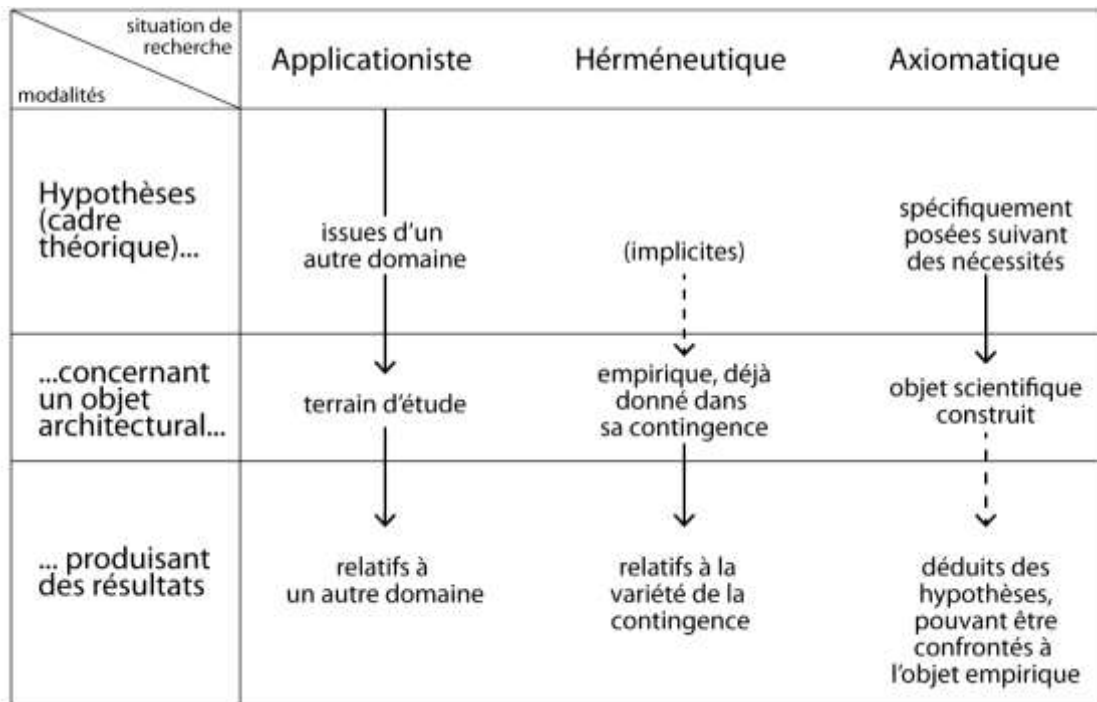 situation de
recherche
modalités
Applicationiste
Hérméneutique
Axiomatique
Hypothèses
(cadre
théorique)...
issues d'un
autre domaine
(implicites)
spécifiquement
posées suivant
des nécessités
...concernant
un objet
architectural...
terrain d'étude
empirique, déjà
donné dans
sa contingence
objet scientifique
construit
... produisant
des résultats
relatifs à
un autre domaine
relatifs à la
variété de la
contingence
déduits des
hypothèses,
pouvant être
confrontés à
l'objet empirique